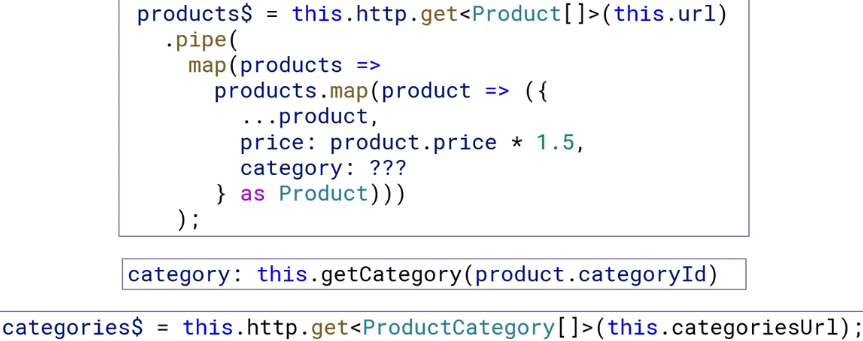 products$ = this.http.get<Product[]>(this.url)
.pipe(
map(products =>
products.map(product => ({
...product,
price: product.price * 1.5,
category: ???
} as Product)))
);
category: this.getCategory(product.categoryId)
categories$ = this.http.get<ProductCategory[]>(this.categoriesUrl);